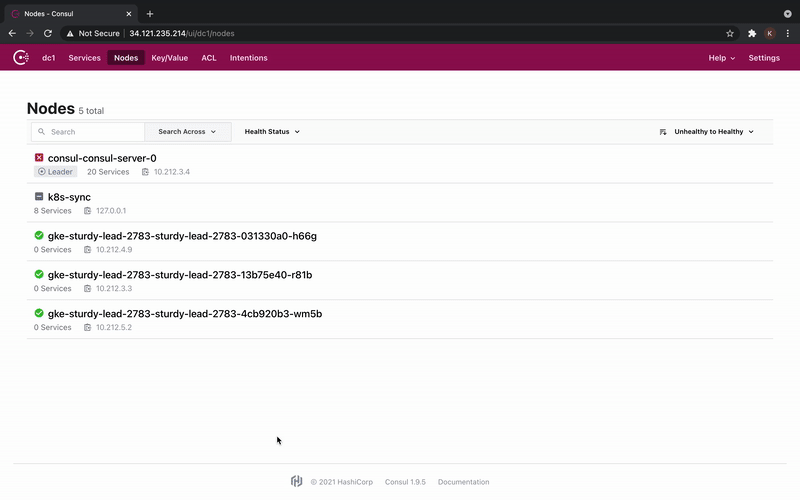 Nodes - Consul
Not Secure 34.121.235.214/ui/dc1/nodes
K
dc1 Services Nodes Key/Value ACL Intentions Help Settings
Nodes 5 total
Search Search Across Health Status Unhealthy to Healthy
consul-consul-server-0
Leader 20 Services 10.212.3.4
k8s-sync
8 Services 127.0.0.1
gke-sturdy-lead-2783-sturdy-lead-2783-031330a0-h66g
0 Services 10.212.4.9
gke-sturdy-lead-2783-sturdy-lead-2783-13b75e40-r81b
0 Services 10.212.3.3
gke-sturdy-lead-2783-sturdy-lead-2783-4cb920b3-wm5b
0 Services 10.212.5.2
© 2021 HashiCorp Consul 1.9.5 Documentation